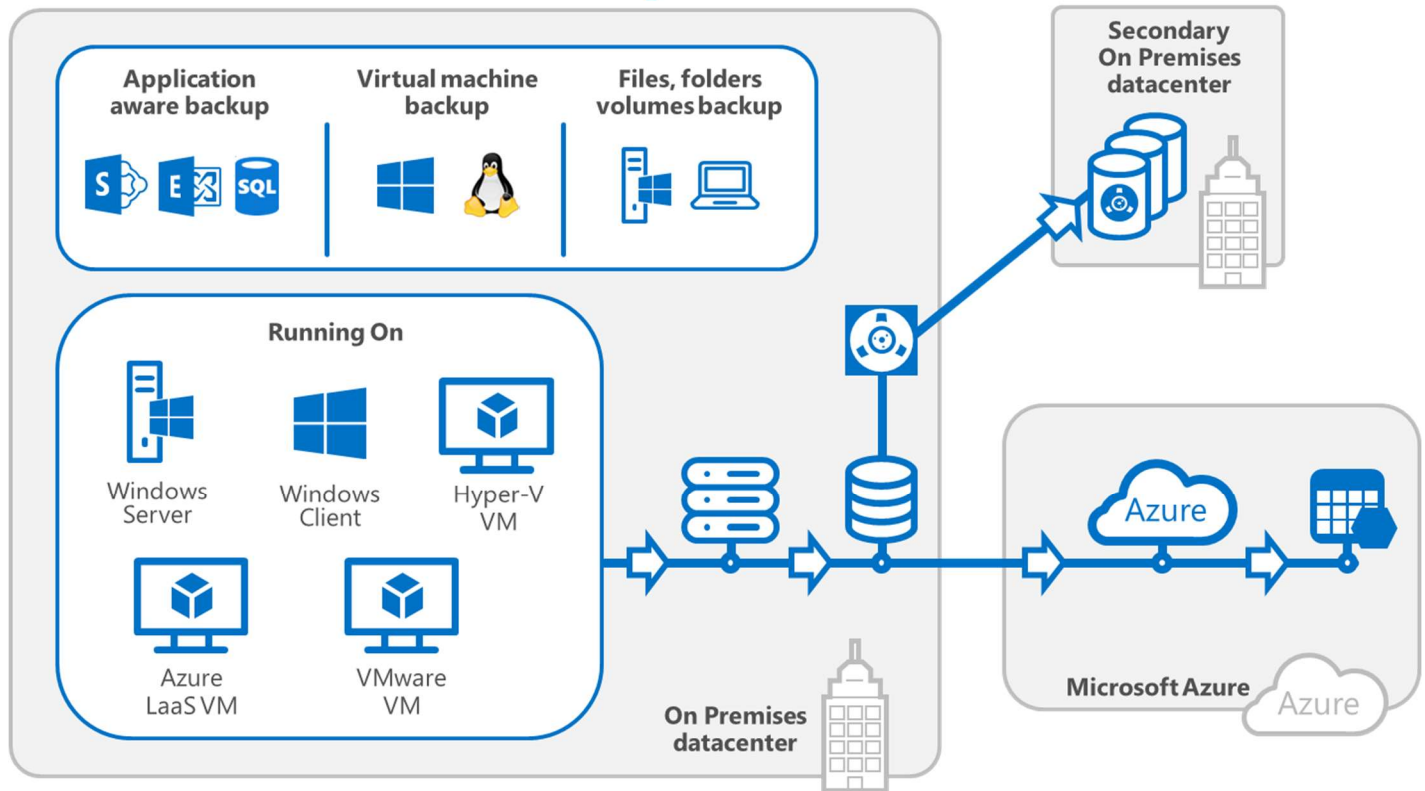 Application
aware backup
Virtual machine
backup
Files, folders
volumes backup
S
E
SQL
Running On
Windows
Server
Windows
Client
Hyper-V
VM
Azure
LaaS VM
VMware
VM
On Premises
datacenter
Secondary
On Premises
datacenter
Azure
Microsoft Azure
Azure